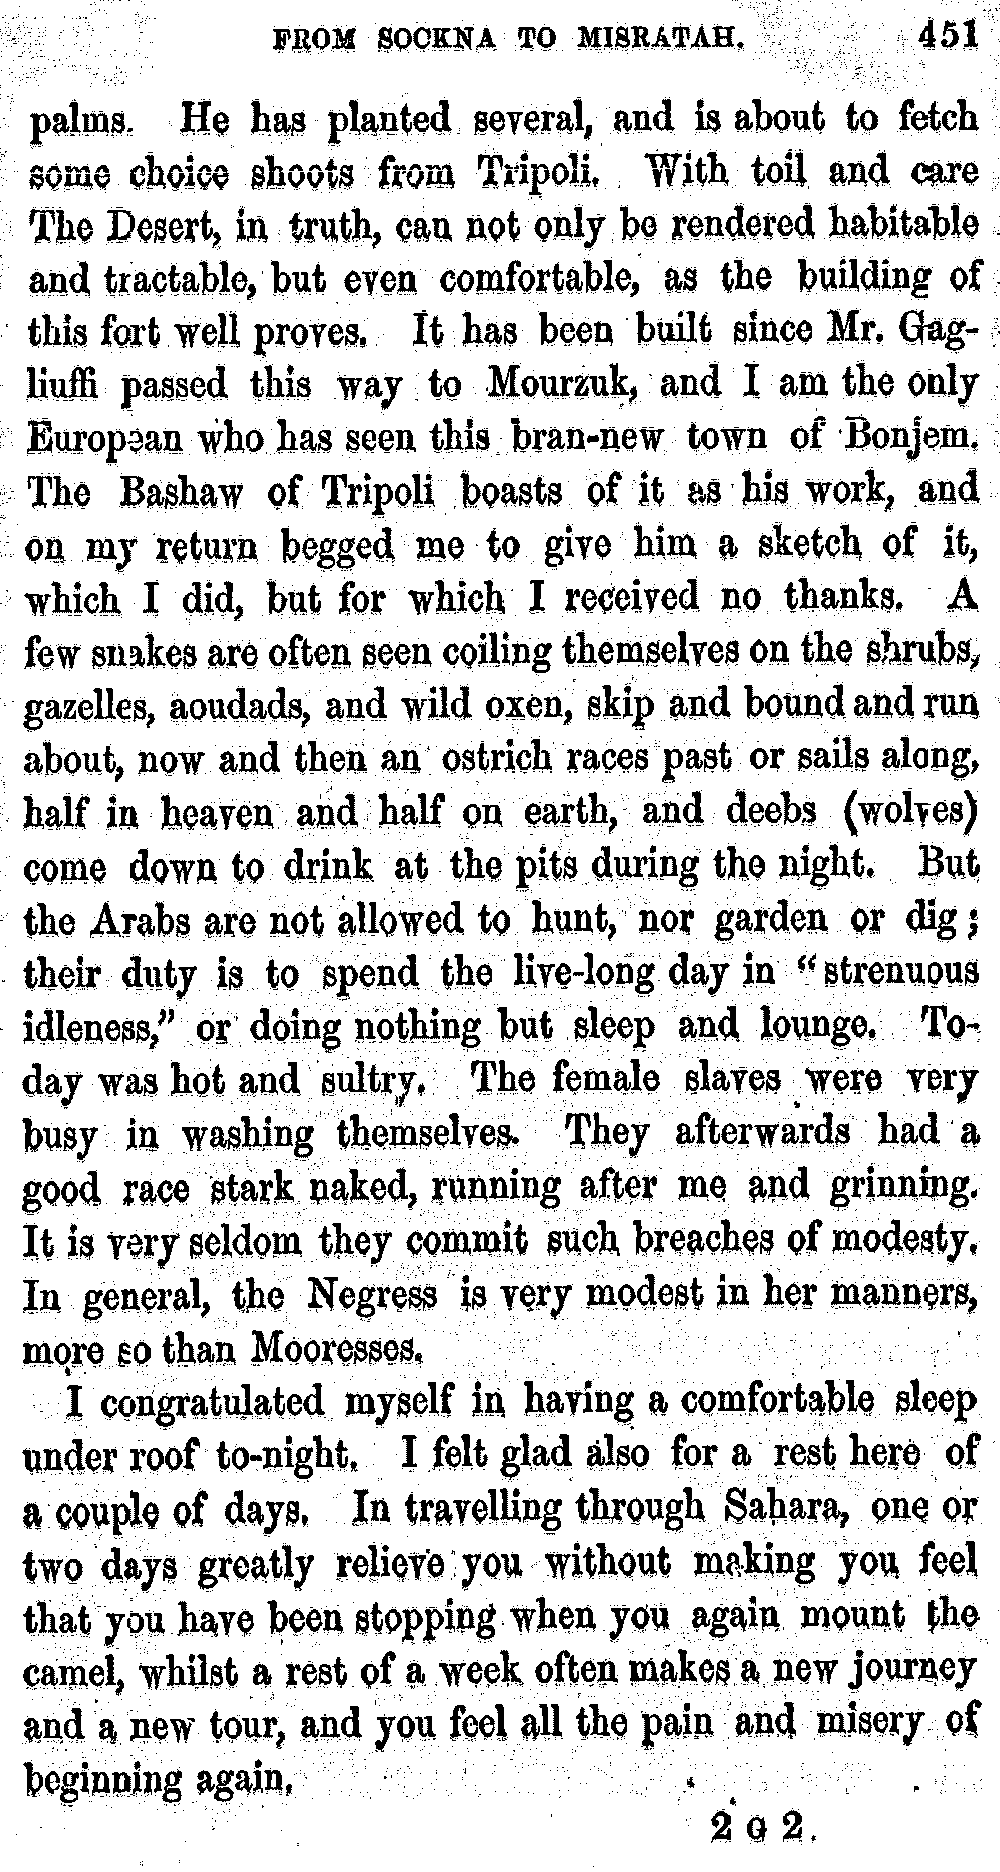 FROM SOCKNA TO MISRATAH. 451
palms. He has planted several, and is about to fetch
some choice shoots from Tripoli. With toil and care
The Desert, in truth, can not only be rendered habitable
and tractable, but even comfortable, as the building of
this fort well proves. It has been built since Mr. Gag-
liuffi passed this way to Mourzuk, and I am the only
European who has seen this bran-new town of Bonjem.
The Bashaw of Tripoli boasts of it as his work, and
on my return begged me to give him a sketch of it,
which I did, but for which I received no thanks. A
few snakes are often seen coiling themselves on the shrubs,
gazelles, aoudads, and wild oxen, skip and bound and run
about, now and then an ostrich races past or sails along,
half in heaven and half on earth, and deebs (wolves)
come down to drink at the pits during the night. But
the Arabs are not allowed to hunt, nor garden or dig;
their duty is to spend the live-long day in "strenuous
idleness," or doing nothing but sleep and lounge. To-
day was hot and sultry. The female slaves were very
busy in washing themselves. They afterwards had a
good race stark naked, running after me and grinning.
It is very seldom they commit such breaches of modesty.
In general, the Negress is very modest in her manners,
more so than Mooresses.
I congratulated myself in having a comfortable sleep
under roof to-night. I felt glad also for a rest here of
a couple of days. In travelling through Sahara, one or
two days greatly relieve you without making you feel
that you have been stopping when you again mount the
camel, whilst a rest of a week often makes a new journey
and a new tour, and you feel all the pain and misery of
beginning again.
2 G 2.